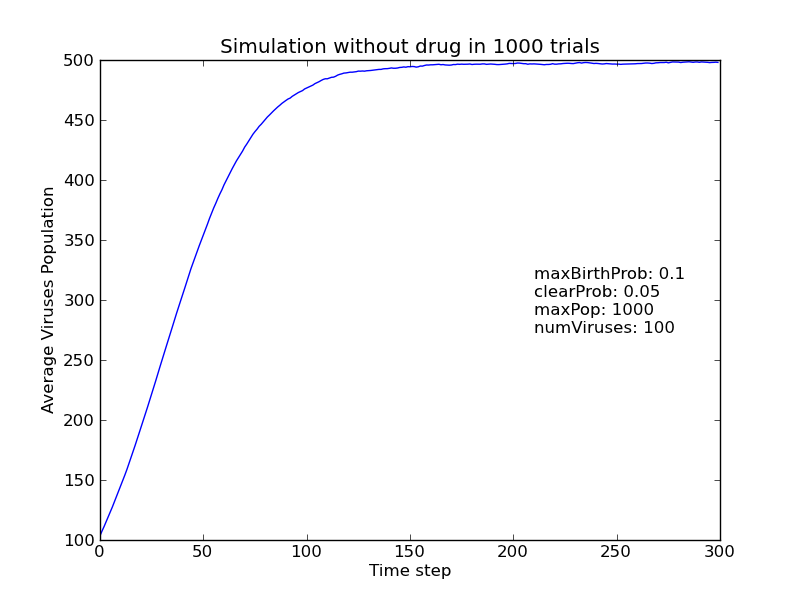 Simulation without drug in 1000 trials
500
450
400
350
300
250
200
150
100
Average Viruses Population
maxBirthProb: 0.1
clearProb: 0.05
maxPop: 1000
numViruses: 100
0 50 100 150 200 250 300
Time step